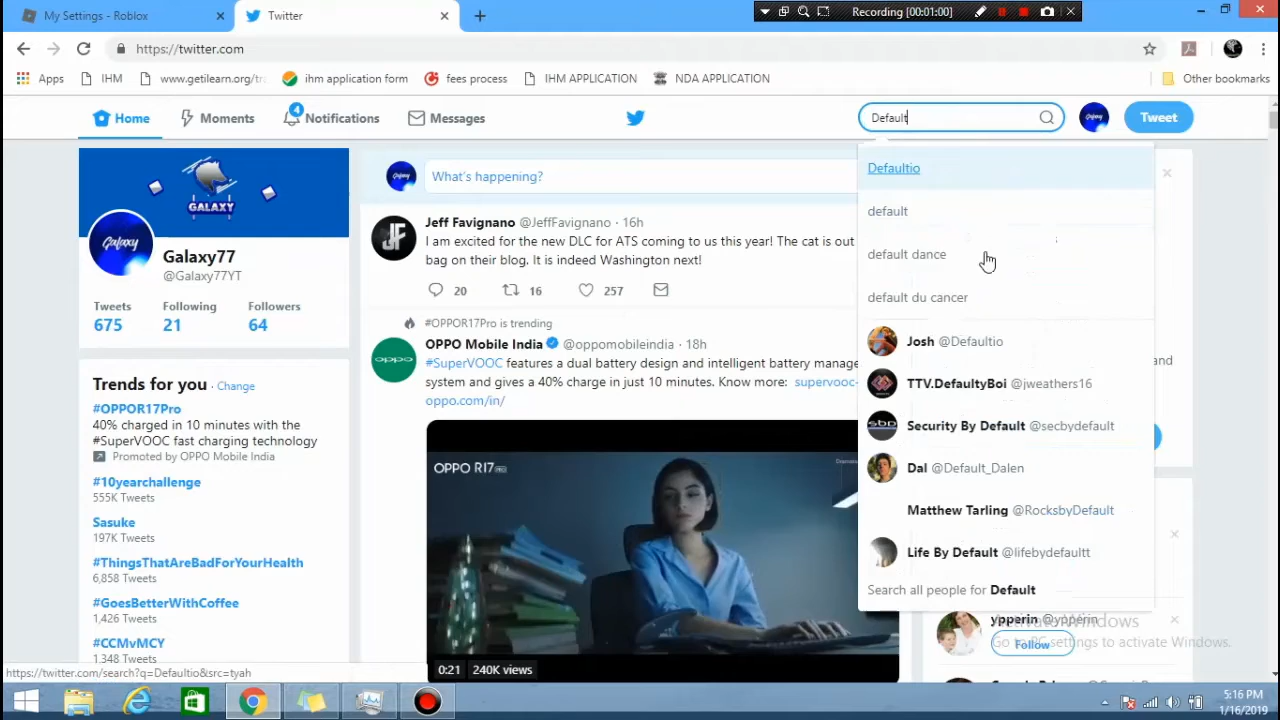 My Settings - Roblox
Twitter
Recording [00:01:00]
https://twitter.com
Apps
IHM
www.getilearn.org/tr
ihm application form
fees process
IHM APPLICATION
NDA APPLICATION
Other bookmarks
Home
Moments
4
Notifications
Messages
Default
Galaxy
Tweet
GALAXY
Galaxy
Galaxy77
@Galaxy77YT
Tweets Following Followers
675 21 64
Trends for you · Change
#OPPOR17Pro
40% charged in 10 minutes with the
#SuperVOOC fast charging technology
Promoted by OPPO Mobile India
#10yearchallenge
555K Tweets
Sasuke
197K Tweets
#ThingsThatAreBadForYourHealth
6,858 Tweets
#GoesBetterWithCoffee
1,426 Tweets
#CCMvMCY
1,348 Tweets
Galaxy
What's happening?
JF
Jeff Favignano @JeffFavignano · 16h
I am excited for the new DLC for ATS coming to us this year! The cat is out
bag on their blog. It is indeed Washington next!
20 16 257
#OPPOR17Pro is trending
oppo
OPPO Mobile India @oppomobileindia · 18h
#SuperVOOC features a dual battery design and intelligent battery manage
system and gives a 40% charge in just 10 minutes. Know more: supervooc-
oppo.com/in/
OPPO R17
0:21 240K views
Defaultio
default
default dance
default du cancer
Josh @Defaultio
TTV.DefaultyBoi @jweathers16
sbd
Security By Default @secbydefault
Dal @Default_Dalen
Matthew Tarling @RocksbyDefault
Life By Default @lifebydefaultt
Search all people for Default
and
ypperin @ypperin
Follow
Activate Windows
Go to PC settings to activate Windows.
https://twitter.com/search?q=Defaultio&src=tyah
5:16 PM
1/16/2019